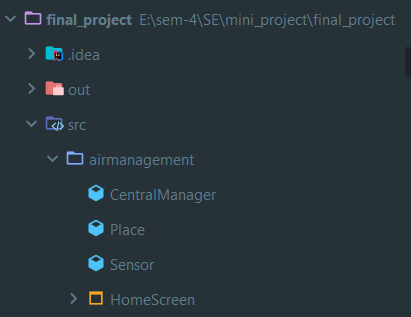 final_project E:\sem-4\SE\mini_project\final_project
.idea
out
src
airmanagement
CentralManager
Place
Sensor
HomeScreen